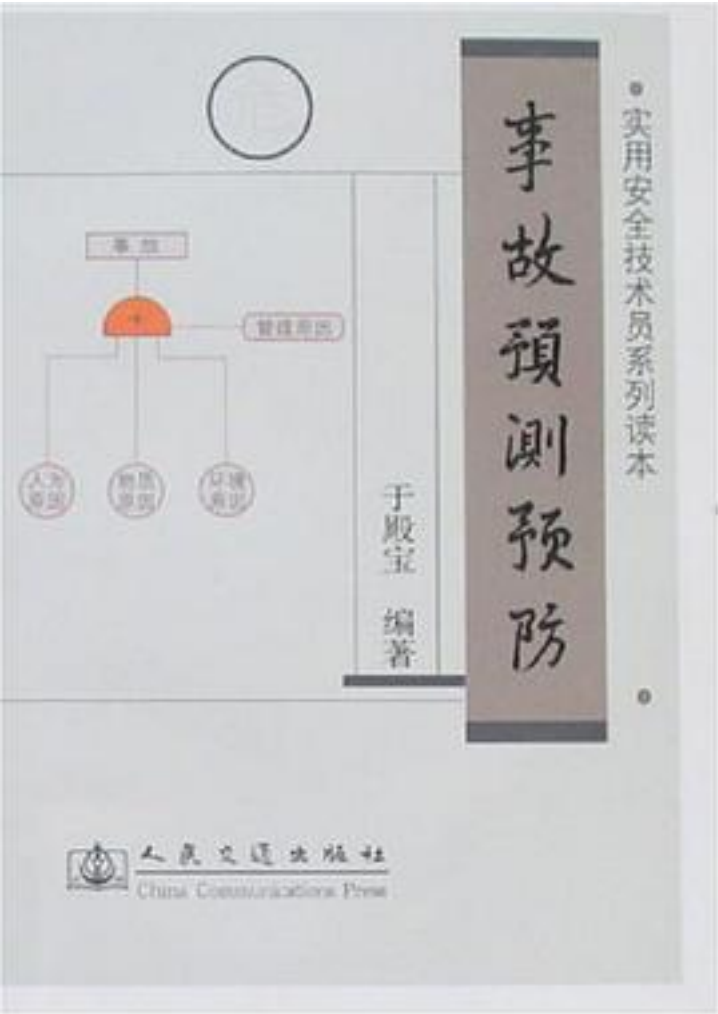 实用安全技术员系列读本
事故預测预防
于殿宝 编著
事故
管理原因
人为
原因
物质
原因
环境
原因
人民交通出版社
China Communications Press